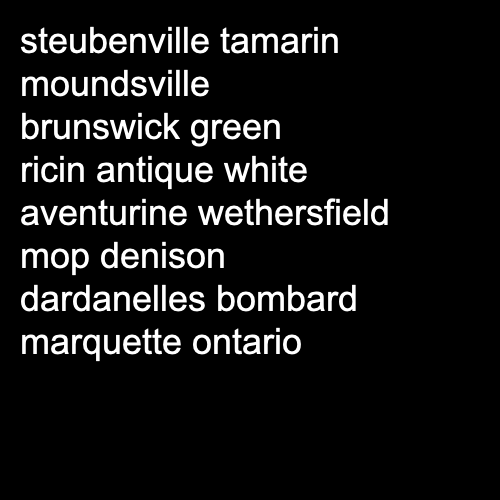 steubenville tamarin
moundsville
brunswick green
ricin antique white
aventurine wethersfield
mop denison
dardanelles bombard
marquette ontario